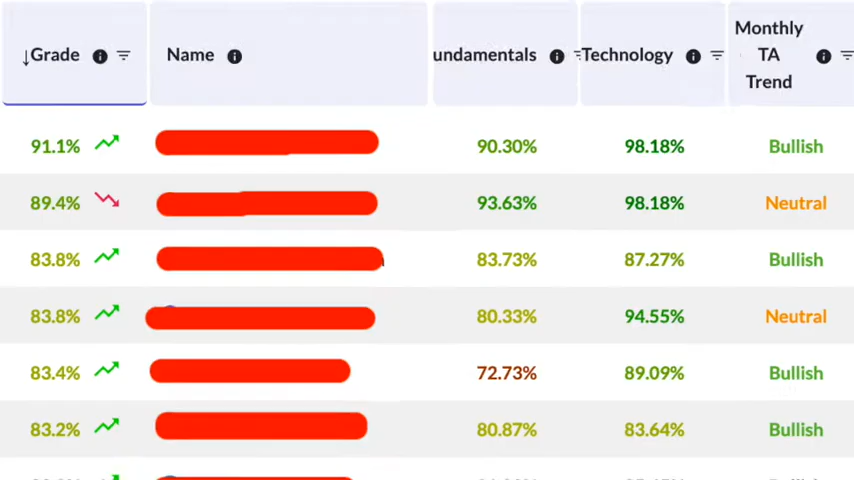 Monthly
Grade Name undamentals Technology TA
Trend
91.1% 90.30% 98.18% Bullish
89.4% 93.63% 98.18% Neutral
83.8% 83.73% 87.27% Bullish
83.8% 80.33% 94.55% Neutral
83.4% 72.73% 89.09% Bullish
83.2% 80.87% 83.64% Bullish